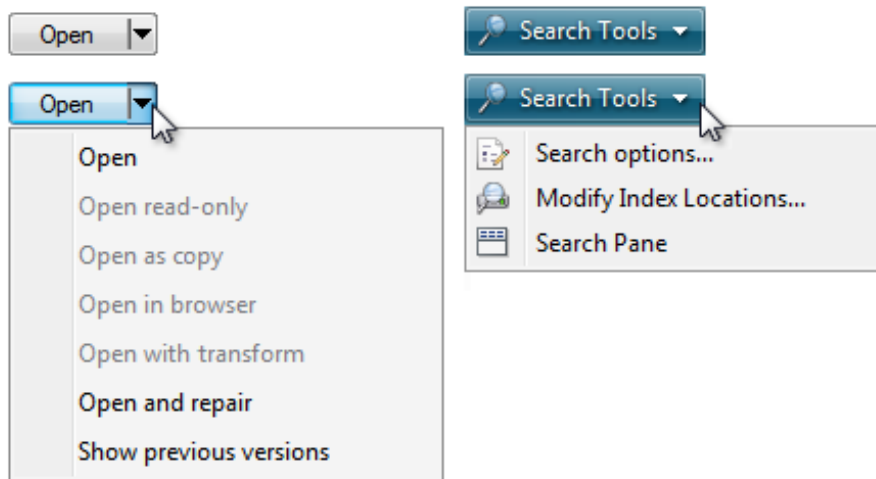 Open
Open
Open
Open read-only
Open as copy
Open in browser
Open with transform
Open and repair
Show previous versions
Search Tools
Search Tools
Search options...
Modify Index Locations...
Search Pane